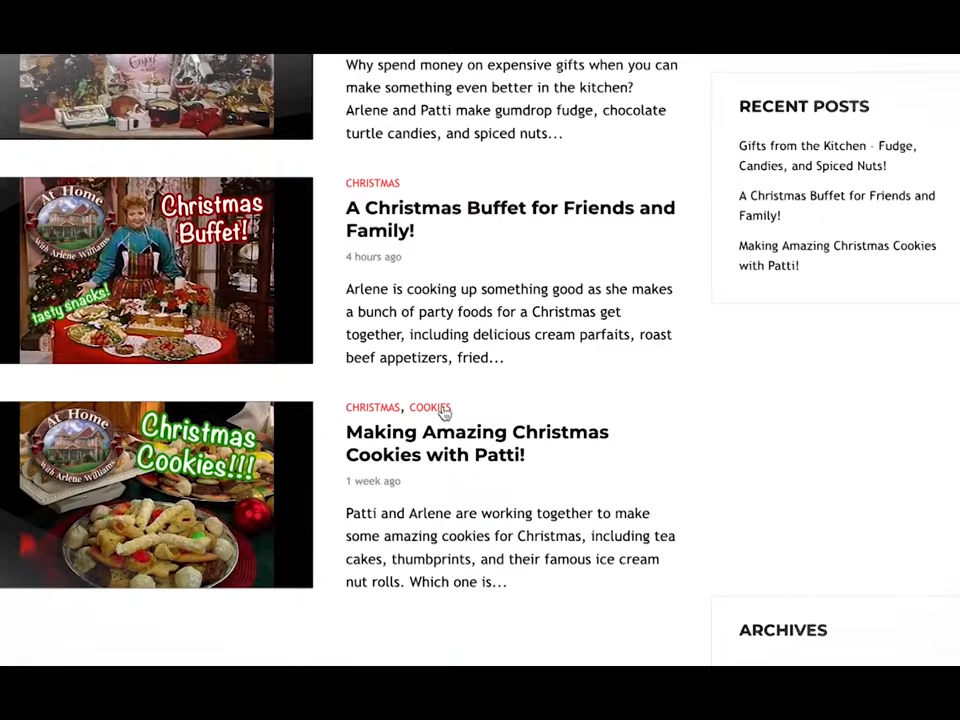 Enjoy
Why spend money on expensive gifts when you can
make something even better in the kitchen?
Arlene and Patti make gumdrop fudge, chocolate
turtle candies, and spiced nuts...
At Home
With Arlene Williams
Christmas
Buffet!
tasty snacks!
CHRISTMAS
A Christmas Buffet for Friends and
Family!
4 hours ago
Arlene is cooking up something good as she makes
a bunch of party foods for a Christmas get
together, including delicious cream parfaits, roast
beef appetizers, fried...
At Home
With Arlene Williams
Christmas
Cookies!!!
CHRISTMAS, COOKIES
Making Amazing Christmas
Cookies with Patti!
1 week ago
Patti and Arlene are working together to make
some amazing cookies for Christmas, including tea
cakes, thumbprints, and their famous ice cream
nut rolls. Which one is...
RECENT POSTS
Gifts from the Kitchen – Fudge,
Candies, and Spiced Nuts!
A Christmas Buffet for Friends and
Family!
Making Amazing Christmas Cookies
with Patti!
ARCHIVES